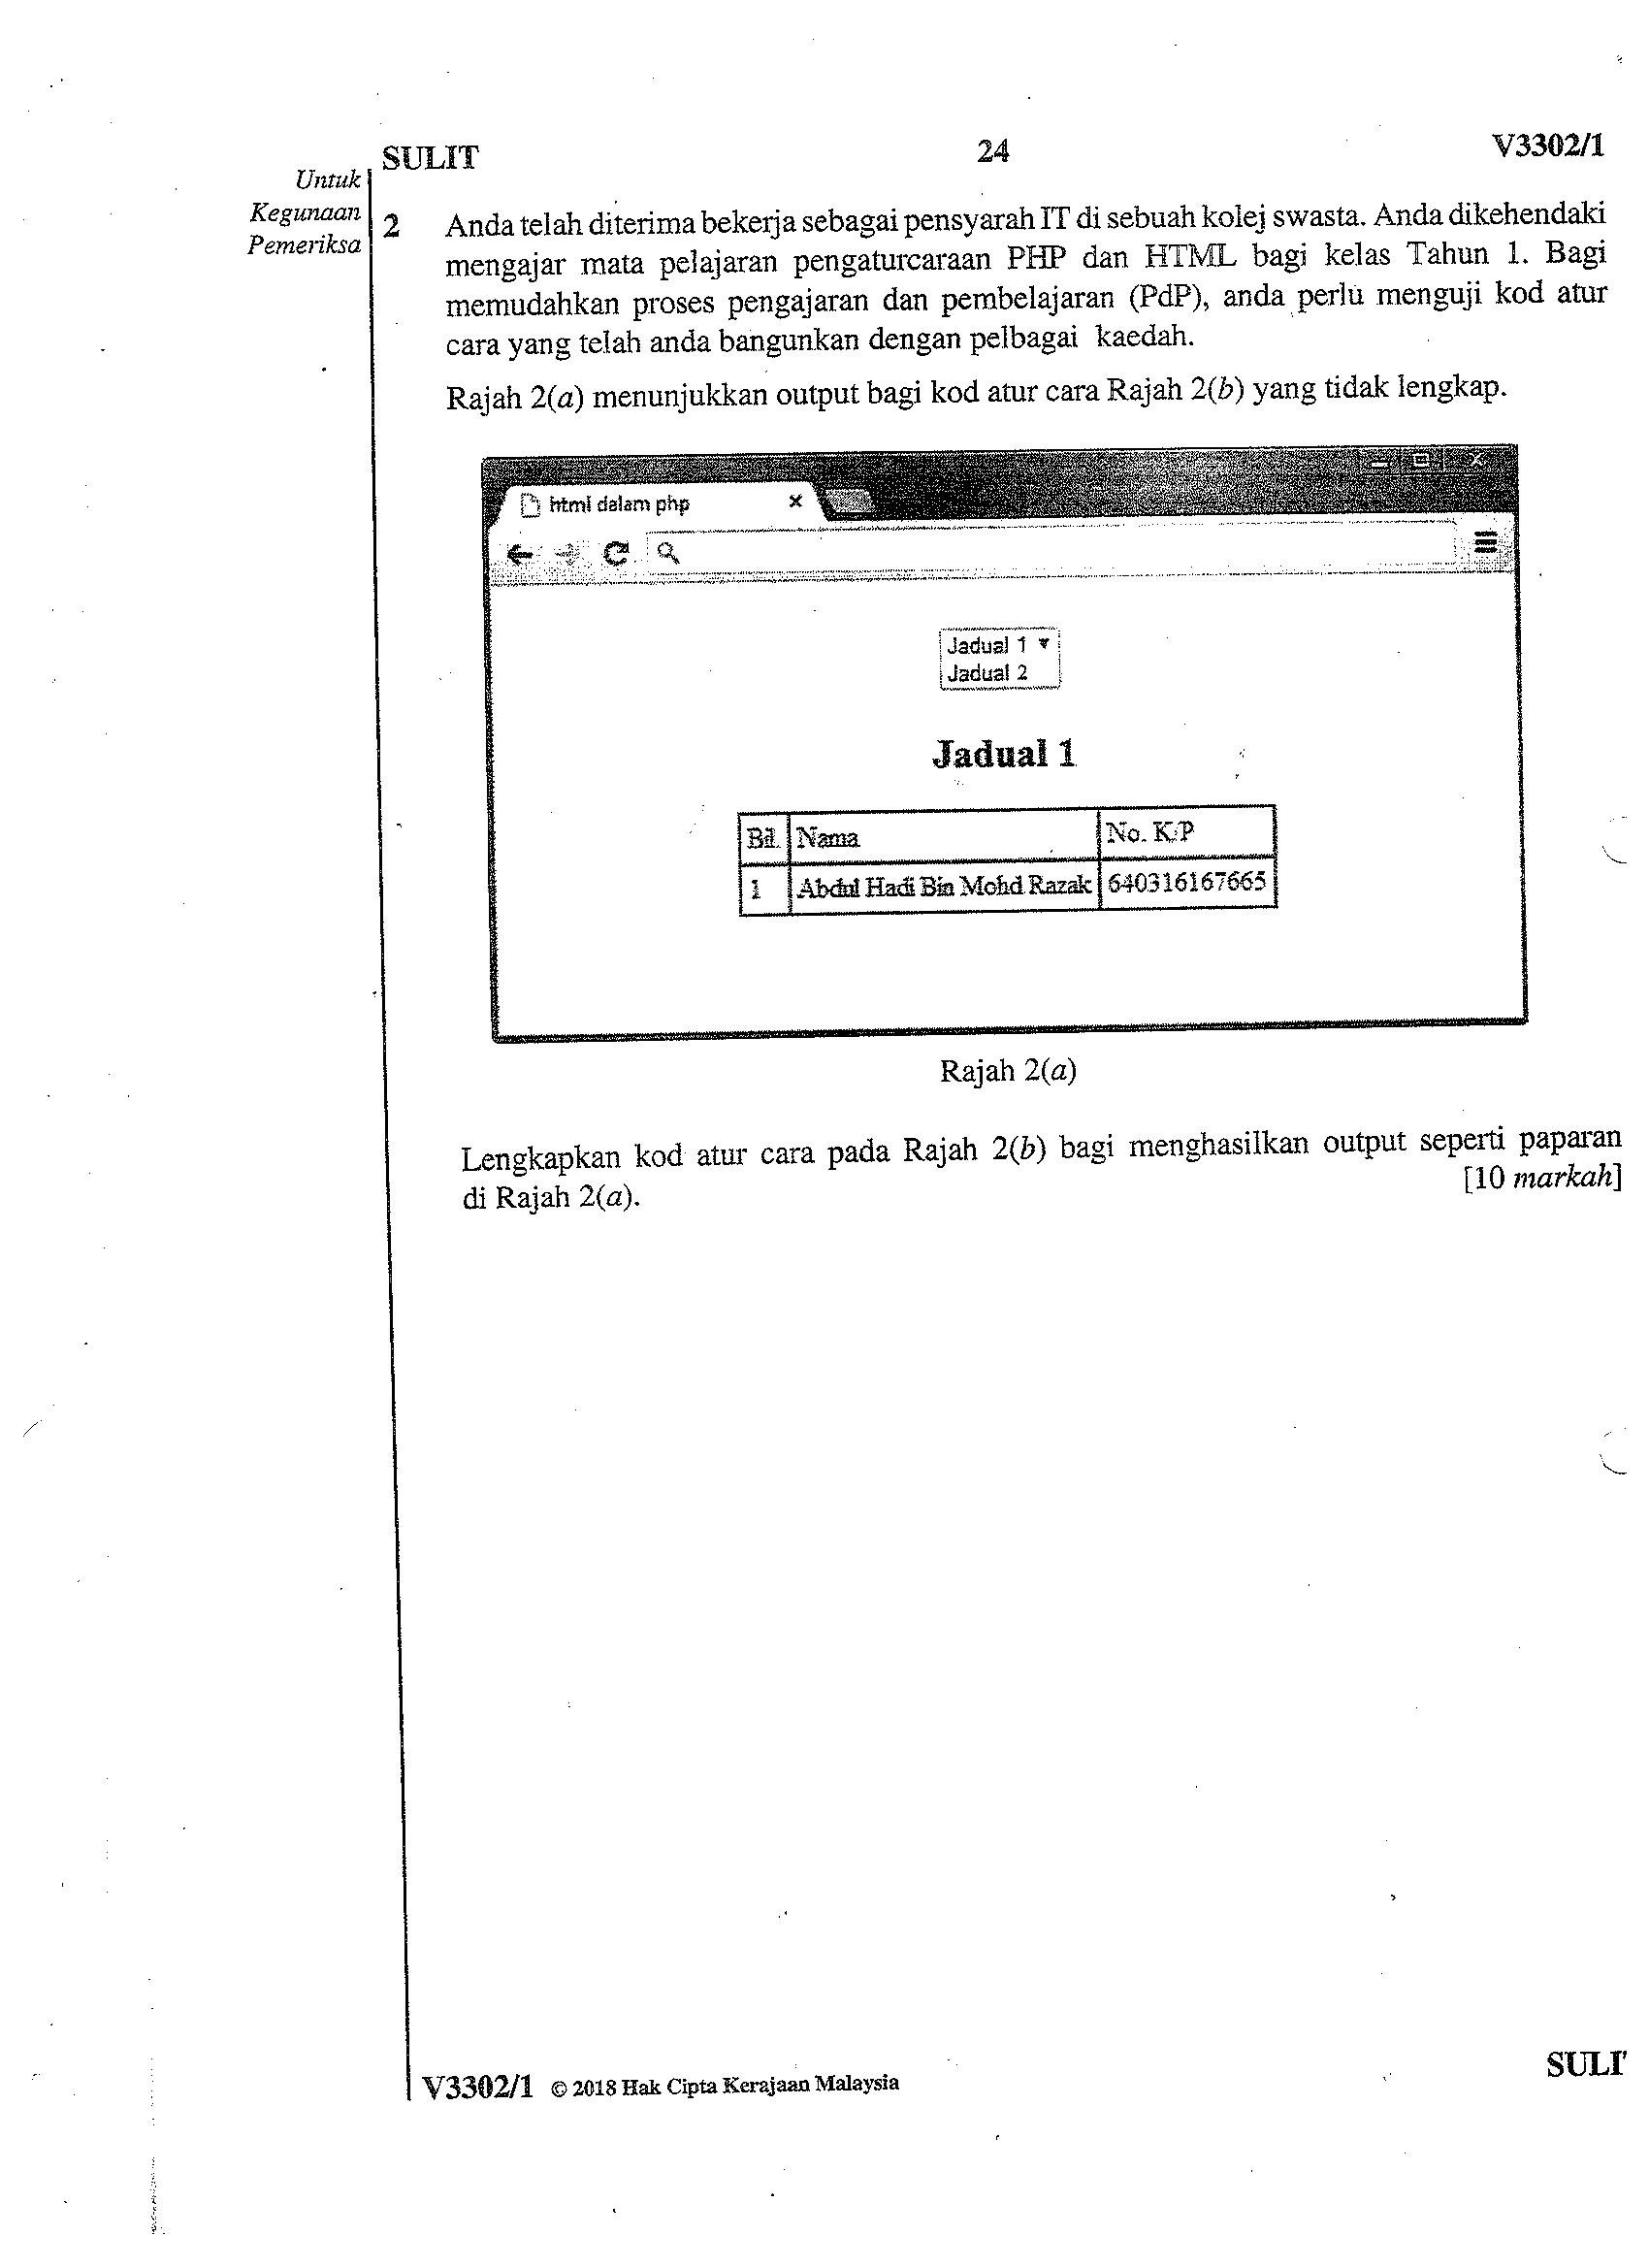 SULIT
24
V3302/1
Untuk
Kegunaan
Pemeriksa
2 Anda telah diterima bekerja sebagai pensyarah IT di sebuah kolej swasta. Anda dikehendaki
mengajar mata pelajaran pengaturcaraan PHP dan HTML bagi kelas Tahun 1. Bagi
memudahkan proses pengajaran dan pembelajaran (PdP), anda perlu menguji kod atur
cara yang telah anda bangunkan dengan pelbagai kaedah.
Rajah 2(a) menunjukkan output bagi kod atur cara Rajah 2(b) yang tidak lengkap.
html dalam php
Jadual 1
Jadual 2
Jadual 1
Bil. Nama No. K/P
1 Abdul Hadi Bin Mohd Razak 640316167665
Rajah 2(a)
Lengkapkan kod atur cara pada Rajah 2(b) bagi menghasilkan output seperti paparan
di Rajah 2(a).
[10 markah]
V3302/1 © 2018 Hak Cipta Kerajaan Malaysia
SULI